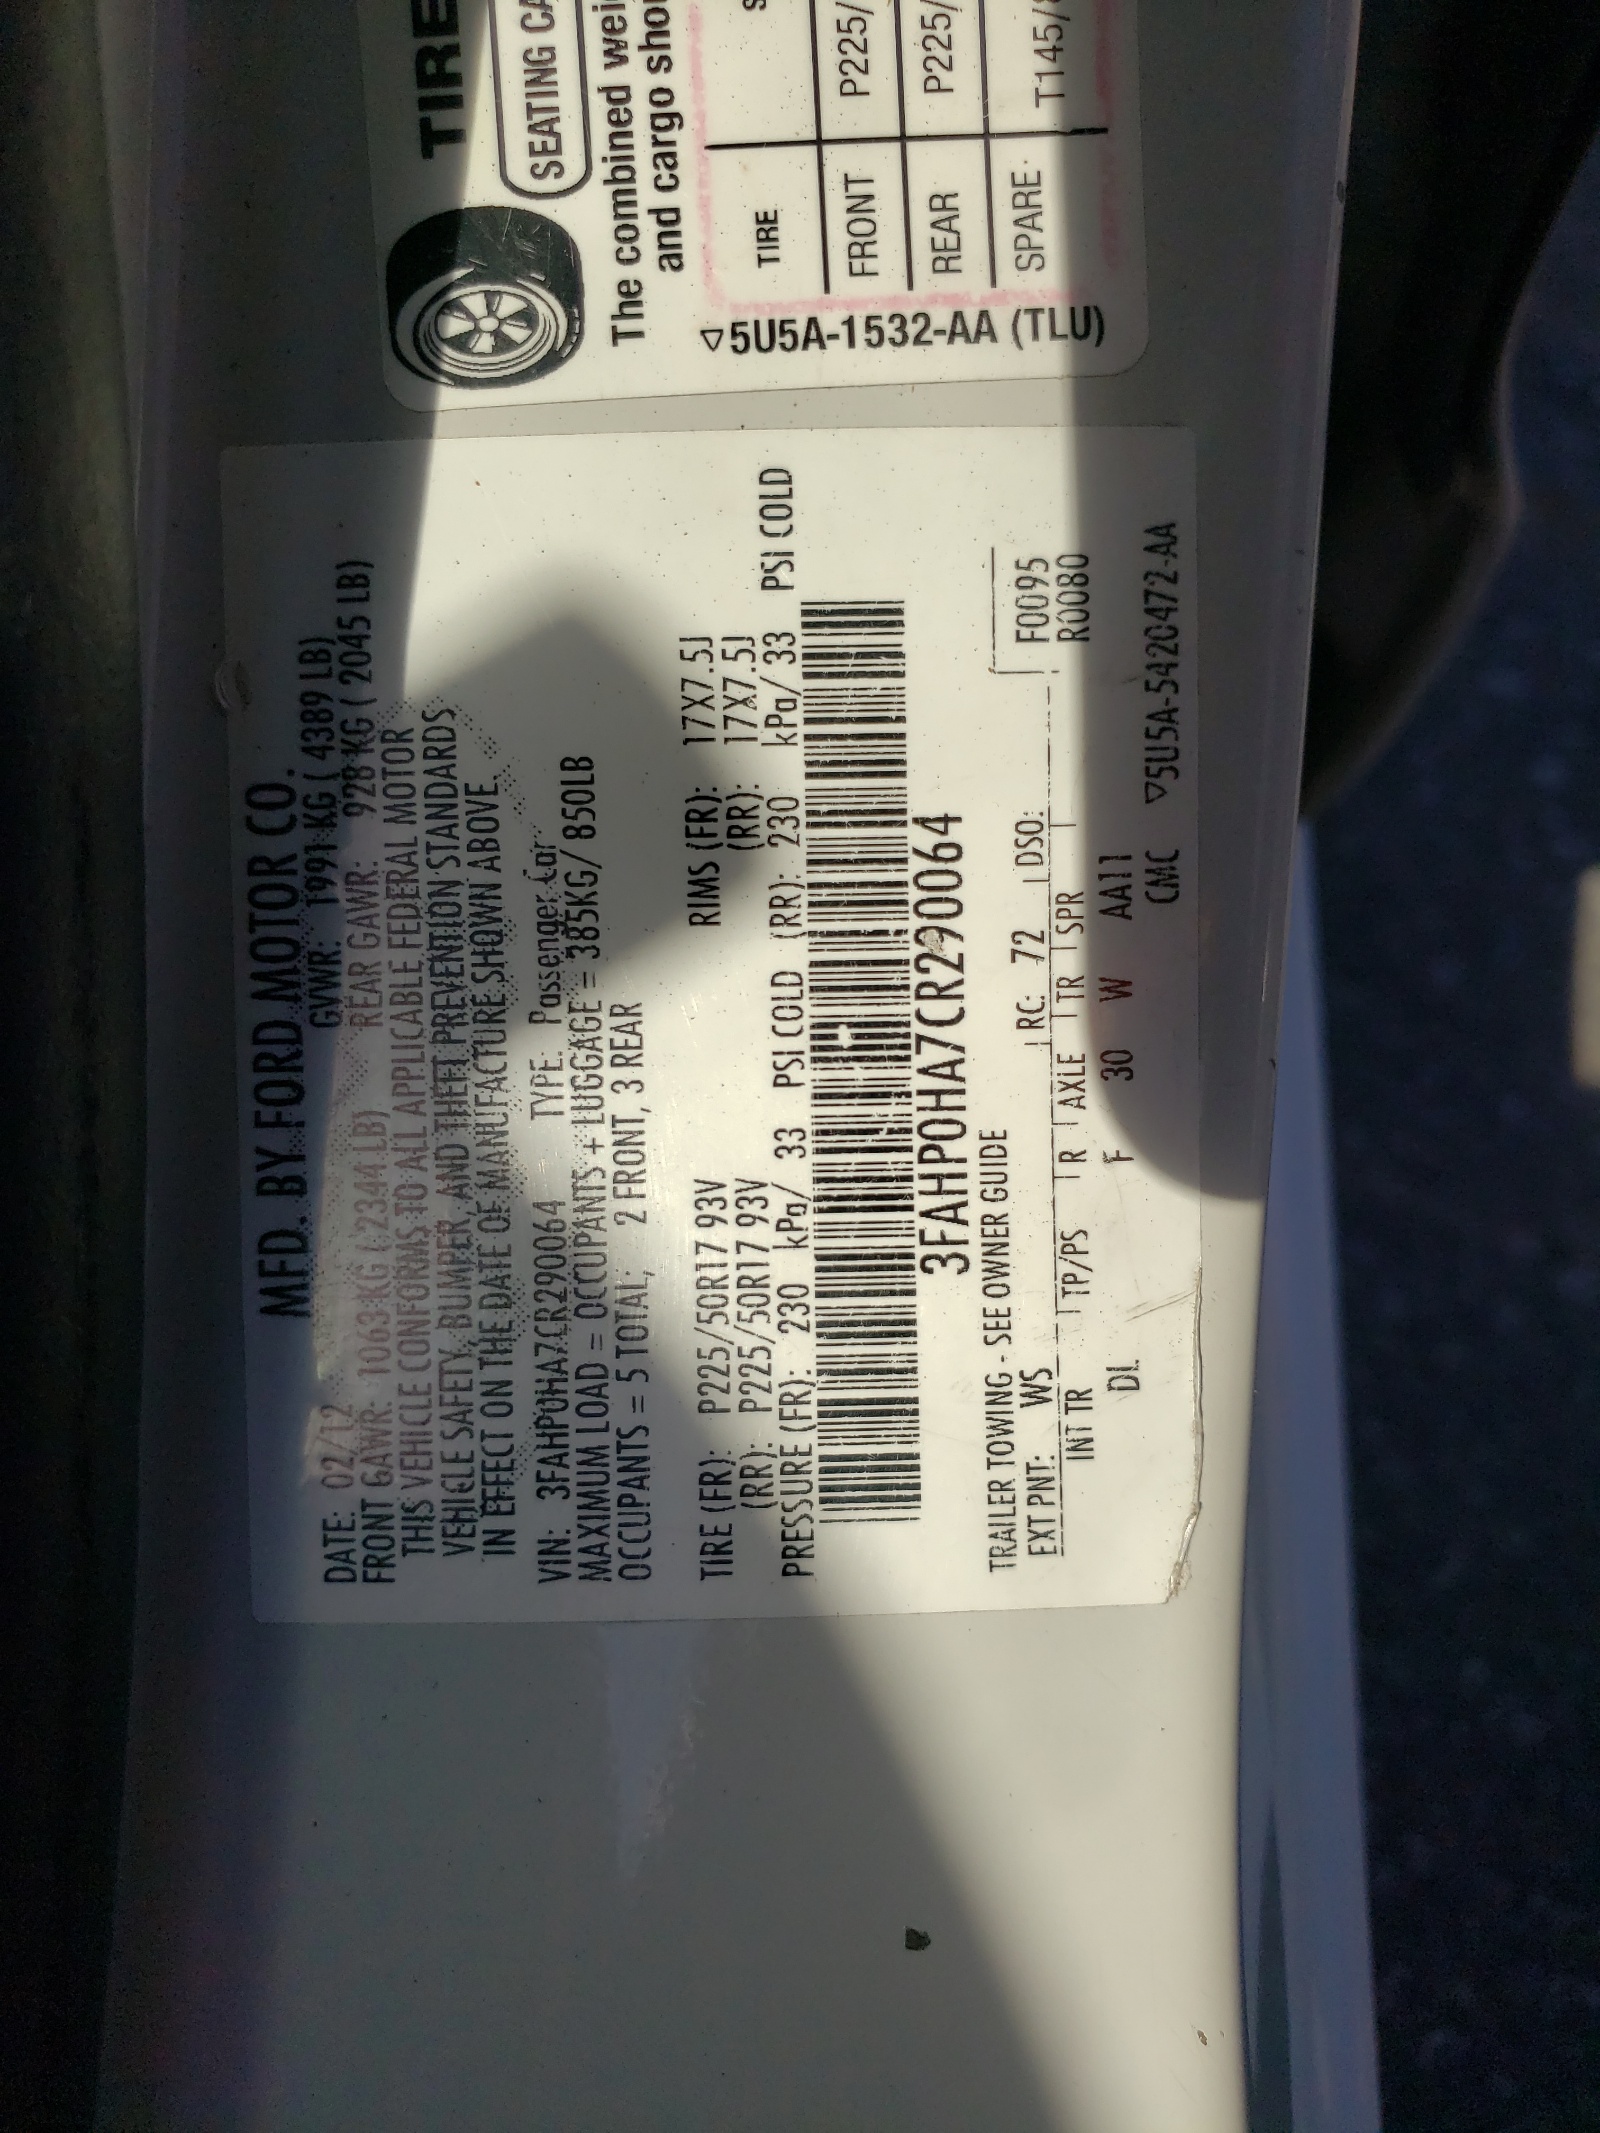 MFD. BY FORD MOTOR CO.
DATE: 02/12 GVWR: 1991 KG ( 4389 LB)
FRONT GAWR: 1063 KG ( 2344 LB) REAR GAWR: 928 KG ( 2045 LB)
THIS VEHICLE CONFORMS TO ALL APPLICABLE FEDERAL MOTOR
VEHICLE SAFETY, BUMPER, AND THEFT PREVENTION STANDARDS
IN EFFECT ON THE DATE OF MANUFACTURE SHOWN ABOVE.
VIN: 3FAHP0HA7CR290064 TYPE: Passenger Car
MAXIMUM LOAD = OCCUPANTS + LUGGAGE = 385KG/ 850LB
OCCUPANTS = 5 TOTAL; 2 FRONT, 3 REAR
TIRE (FR): P225/50R17 93V RIMS (FR): 17X7.5J
(RR): P225/50R17 93V (RR): 17X7.5J
PRESSURE (FR): 230 kPa/ 33 PSI COLD (RR): 230 kPa/ 33 PSI COLD
3FAHP0HA7CR290064
TRAILER TOWING - SEE OWNER GUIDE
EXT PNT: WS RC: 72 DSO: F0095
INT TR TP/PS R AXLE TR SPR R0080
DL F 30 W AA11
CMC ▽5U5A-5420472-AA
TIRE
SEATING CA
The combined wei
and cargo shou
TIRE S
FRONT P225/
REAR P225/
SPARE T145/
▽5U5A-1532-AA (TLU)